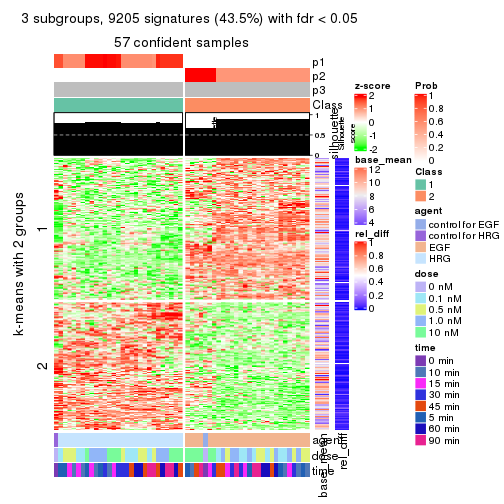 3 subgroups, 9205 signatures (43.5%) with fdr < 0.05
57 confident samples
p1
p2
p3
Class
1
0.5
0
Silhouette
score
silhouette
k-means with 2 groups
1
2
agent
dose
time
base_mean
rel_diff
z-score
2
1
0
-1
-2
base_mean
12
10
8
6
4
rel_diff
1
0.8
0.6
0.4
0.2
0
Prob
1
0.8
0.6
0.4
0.2
0
Class
1
2
agent
control for EGF
control for HRG
EGF
HRG
dose
0 nM
0.1 nM
0.5 nM
1.0 nM
10 nM
time
0 min
10 min
15 min
30 min
45 min
5 min
60 min
90 min